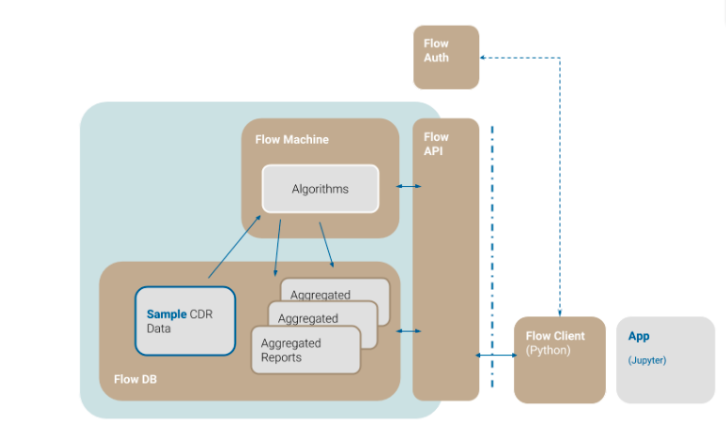 Flow
Auth
Flow Machine
Flow
API
Algorithms
Sample CDR
Data
Aggregated
Aggregated
Aggregated
Reports
Flow DB
Flow Client
(Python)
App
(Jupyter)